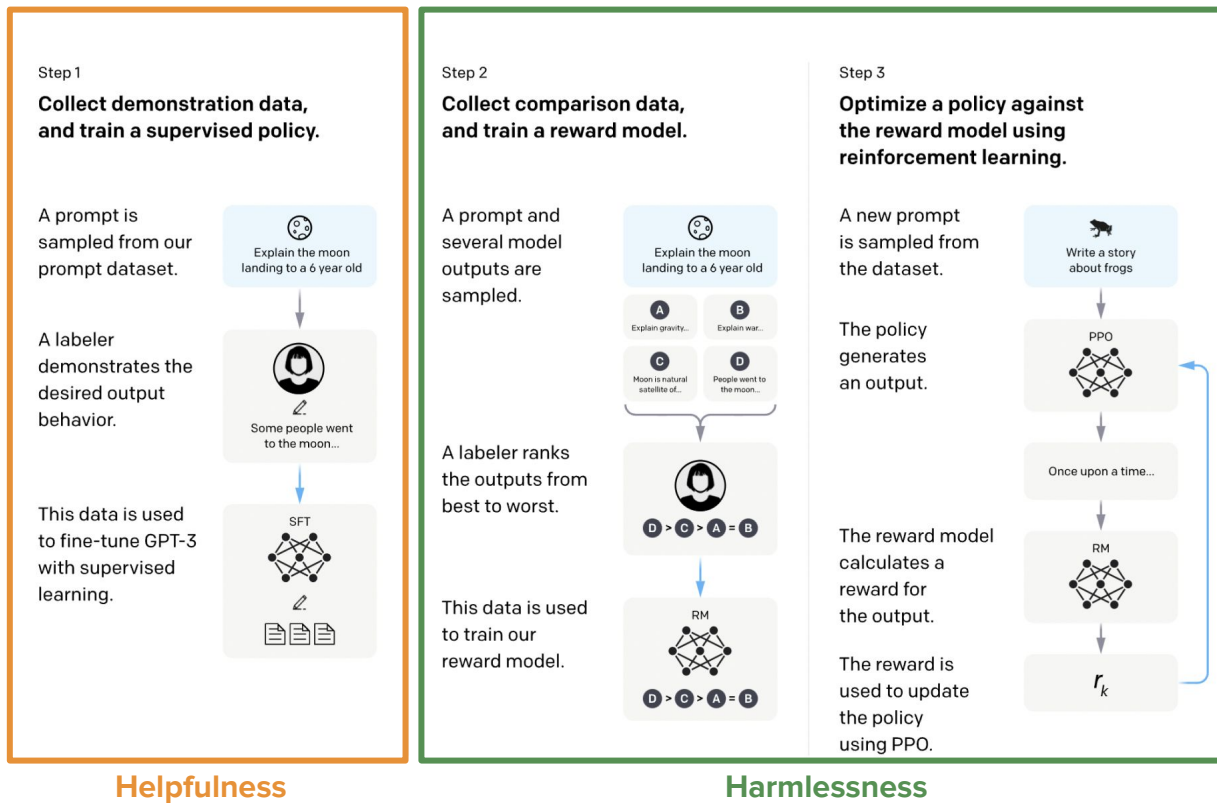 Step 1
Collect demonstration data,
and train a supervised policy.
A prompt is
sampled from our
prompt dataset.
Explain the moon
landing to a 6 year old
A labeler
demonstrates the
desired output
behavior.
Some people went
to the moon...
This data is used
to fine-tune GPT-3
with supervised
learning.
SFT
Step 2
Collect comparison data,
and train a reward model.
A prompt and
several model
outputs are
sampled.
Explain the moon
landing to a 6 year old
A
Explain gravity...
B
Explain war...
C
Moon is natural
satellite of...
D
People went to
the moon...
A labeler ranks
the outputs from
best to worst.
D > C > A = B
This data is used
to train our
reward model.
RM
D > C > A = B
Step 3
Optimize a policy against
the reward model using
reinforcement learning.
A new prompt
is sampled from
the dataset.
Write a story
about frogs
The policy
generates
an output.
PPO
Once upon a time...
The reward model
calculates a
reward for
the output.
RM
The reward is
used to update
the policy
using PPO.
rk
Helpfulness
Harmlessness